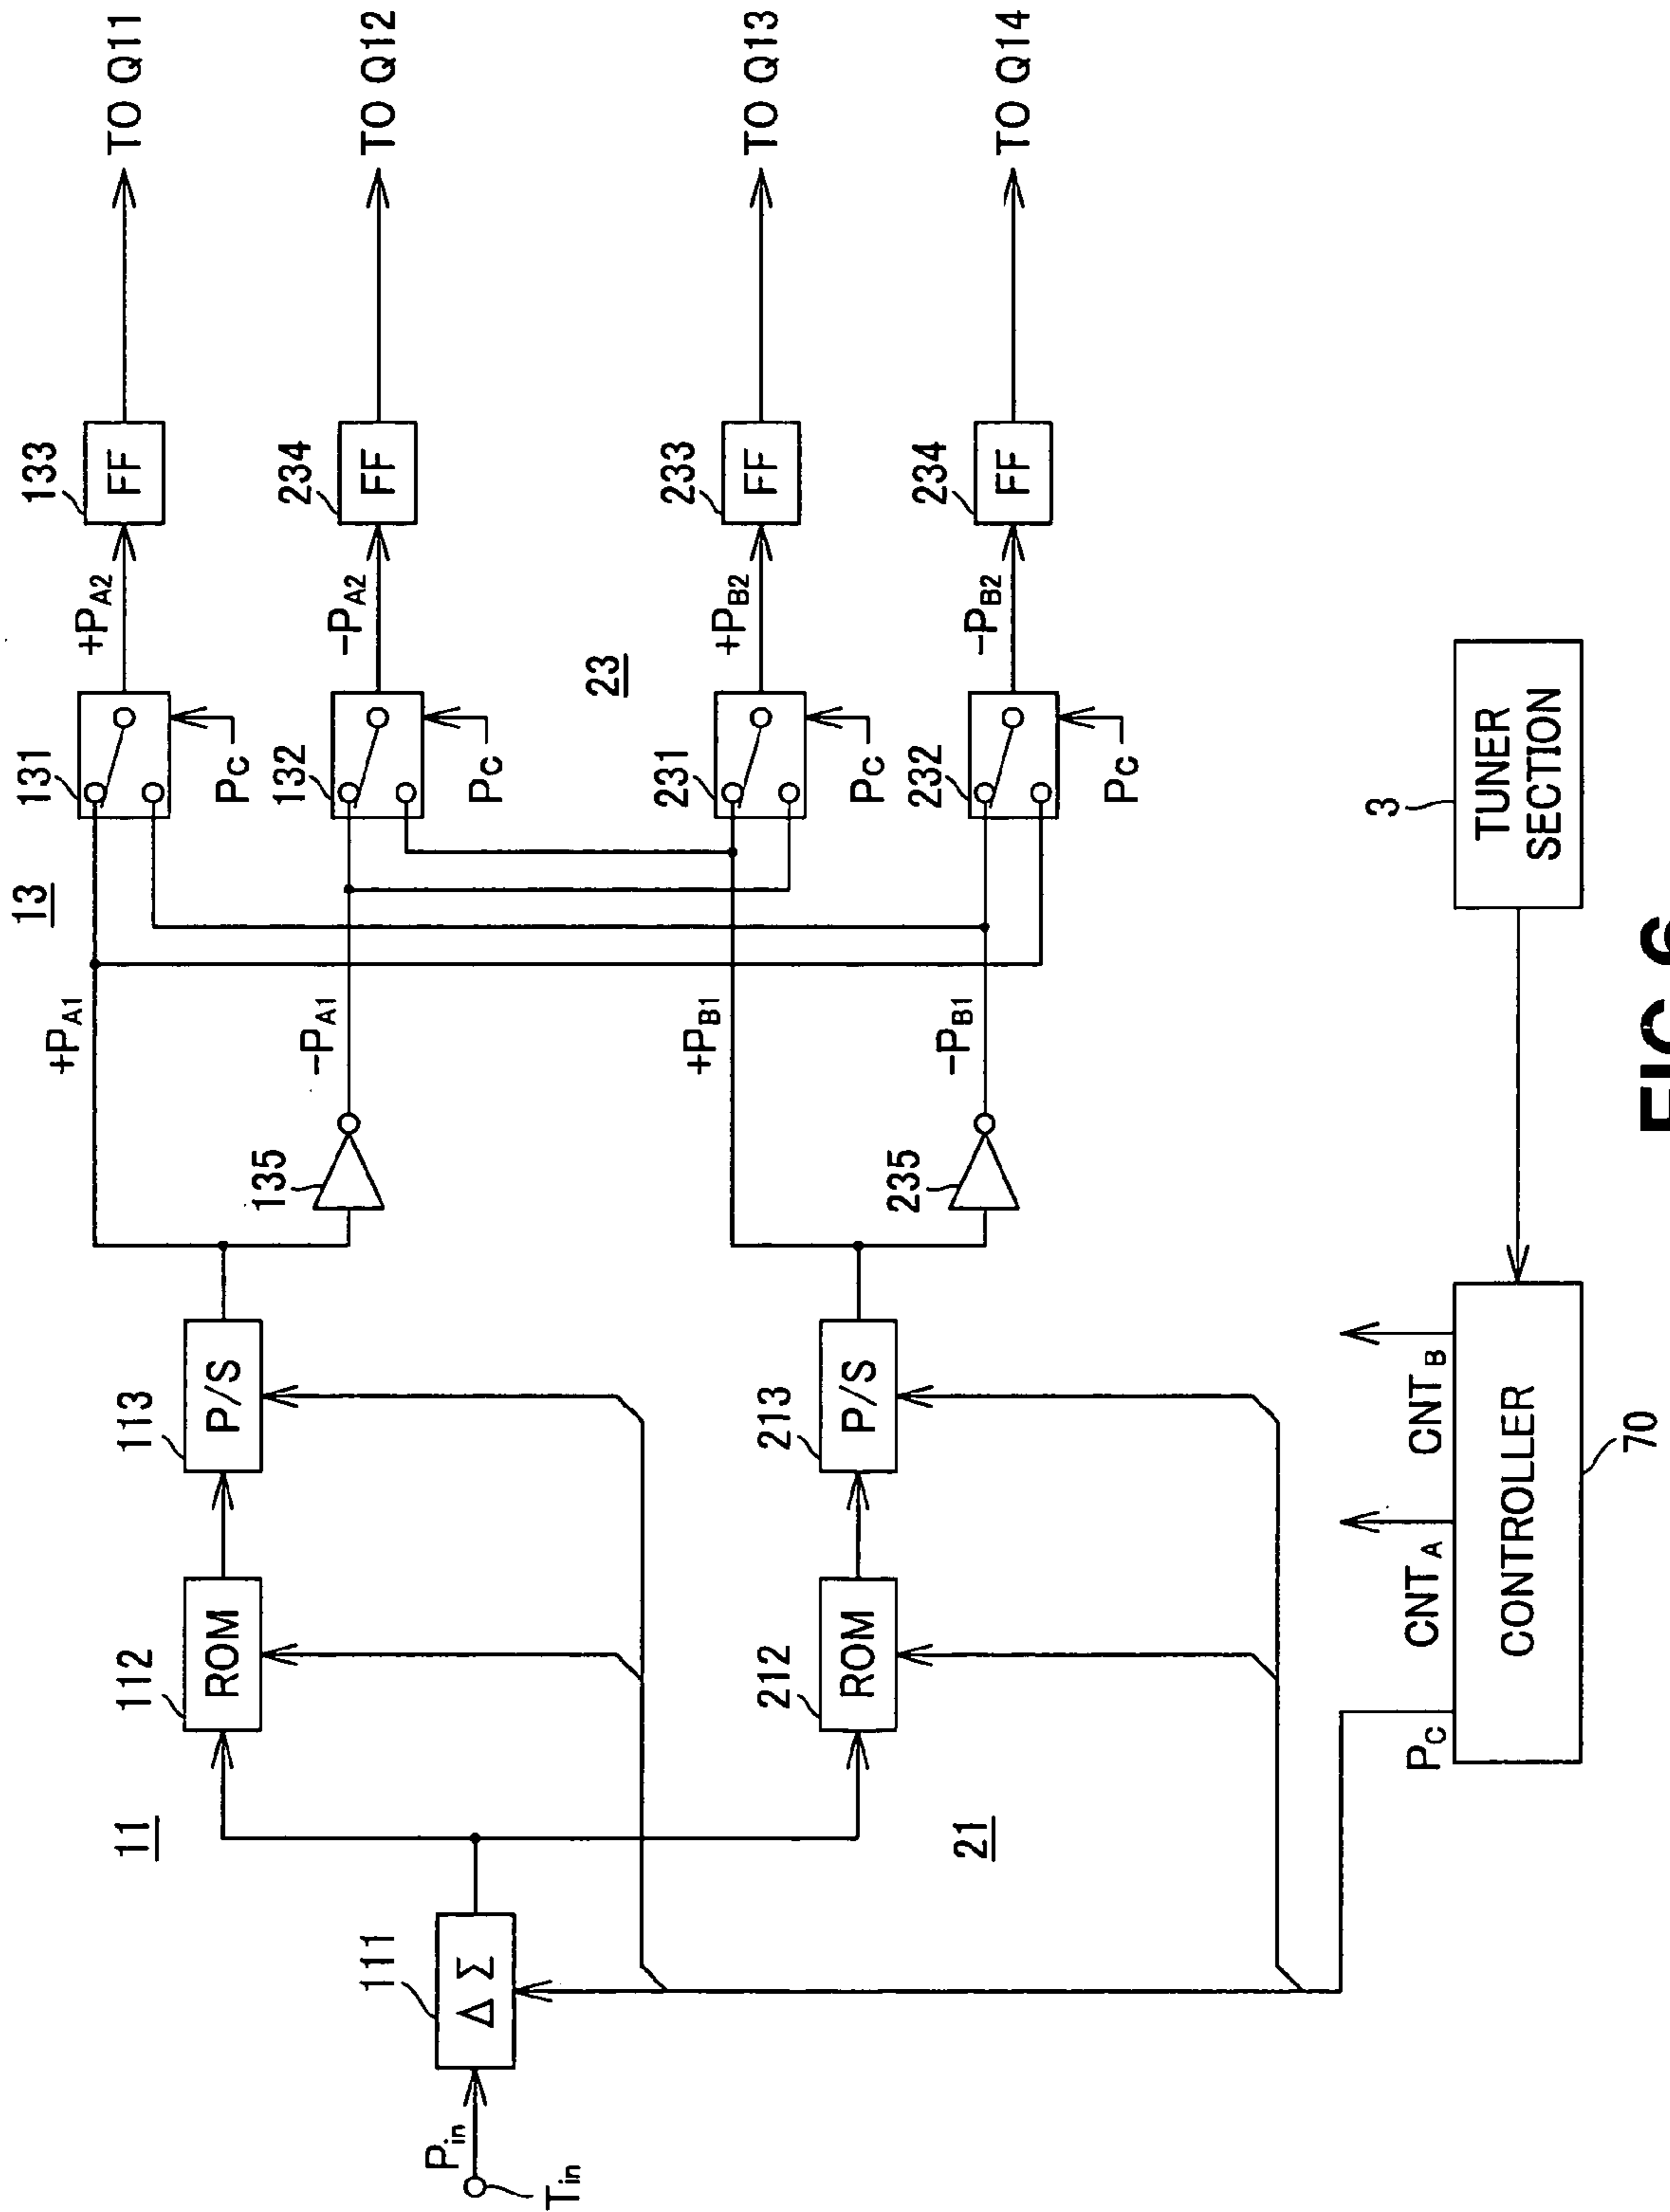 13
131
+PA1
+PA2
133
FF
TO Q11
PC
11
112
ROM
113
P/S
135
−PA1
132
−PA2
234
FF
TO Q12
PC
Pin
Tin
111
ΔΣ
23
+PB1
231
+PB2
233
FF
TO Q13
PC
21
212
ROM
213
P/S
235
−PB1
232
−PB2
234
FF
TO Q14
PC
PC
CNTA
CNTB
CONTROLLER
70
3
TUNER
SECTION